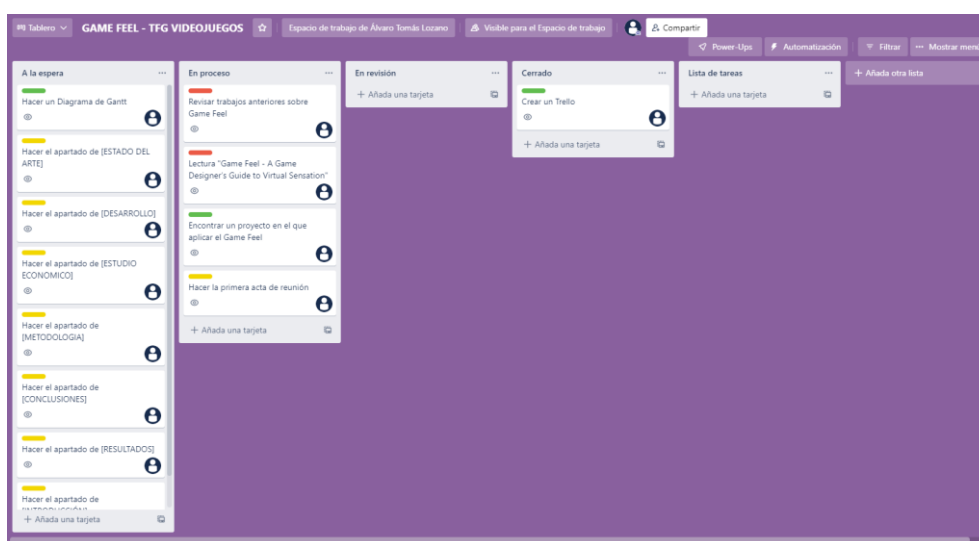 Tablero
GAME FEEL - TFG VIDEOJUEGOS
Espacio de trabajo de Álvaro Tomás Lozano
Visible para el Espacio de trabajo
Compartir
Power-Ups
Automatización
Filtrar
Mostrar menú
A la espera
Hacer un Diagrama de Gantt
Hacer el apartado de [ESTADO DEL
ARTE]
Hacer el apartado de [DESARROLLO]
Hacer el apartado de [ESTUDIO
ECONOMICO]
Hacer el apartado de
[METODOLOGIA]
Hacer el apartado de
[CONCLUSIONES]
Hacer el apartado de [RESULTADOS]
Hacer el apartado de
+ Añada una tarjeta
En proceso
Revisar trabajos anteriores sobre
Game Feel
Lectura "Game Feel - A Game
Designer's Guide to Virtual Sensation"
Encontrar un proyecto en el que
aplicar el Game Feel
Hacer la primera acta de reunión
+ Añada una tarjeta
En revisión
+ Añada una tarjeta
Cerrado
Crear un Trello
+ Añada una tarjeta
Lista de tareas
+ Añada una tarjeta
+ Añada otra lista